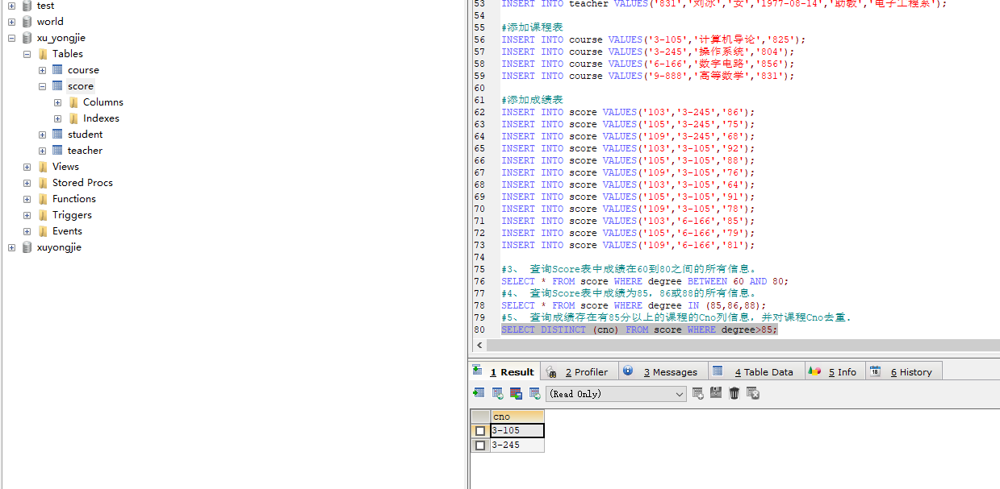 test
world
xu_yongjie
Tables
course
score
Columns
Indexes
student
teacher
Views
Stored Procs
Functions
Triggers
Events
xuyongjie
53 INSERT INTO teacher VALUES('831','刘冰','女','1977-08-14','助教','电子工程系');
54
55 #添加课程表
56 INSERT INTO course VALUES('3-105','计算机导论','825');
57 INSERT INTO course VALUES('3-245','操作系统','804');
58 INSERT INTO course VALUES('6-166','数字电路','856');
59 INSERT INTO course VALUES('9-888','高等数学','831');
60
61 #添加成绩表
62 INSERT INTO score VALUES('103','3-245','86');
63 INSERT INTO score VALUES('105','3-245','75');
64 INSERT INTO score VALUES('109','3-245','68');
65 INSERT INTO score VALUES('103','3-105','92');
66 INSERT INTO score VALUES('105','3-105','88');
67 INSERT INTO score VALUES('109','3-105','76');
68 INSERT INTO score VALUES('103','3-105','64');
69 INSERT INTO score VALUES('105','3-105','91');
70 INSERT INTO score VALUES('109','3-105','78');
71 INSERT INTO score VALUES('103','6-166','85');
72 INSERT INTO score VALUES('105','6-166','79');
73 INSERT INTO score VALUES('109','6-166','81');
74
75 #3、 查询Score表中成绩在60到80之间的所有信息。
76 SELECT * FROM score WHERE degree BETWEEN 60 AND 80;
77 #4、 查询Score表中成绩为85，86或88的所有信息。
78 SELECT * FROM score WHERE degree IN (85,86,88);
79 #5、 查询成绩存在有85分以上的课程的Cno列信息，并对课程Cno去重.
80 SELECT DISTINCT (cno) FROM score WHERE degree>85;
1 Result 2 Profiler 3 Messages 4 Table Data 5 Info 18 6 History
(Read Only)
cno
3-105
3-245